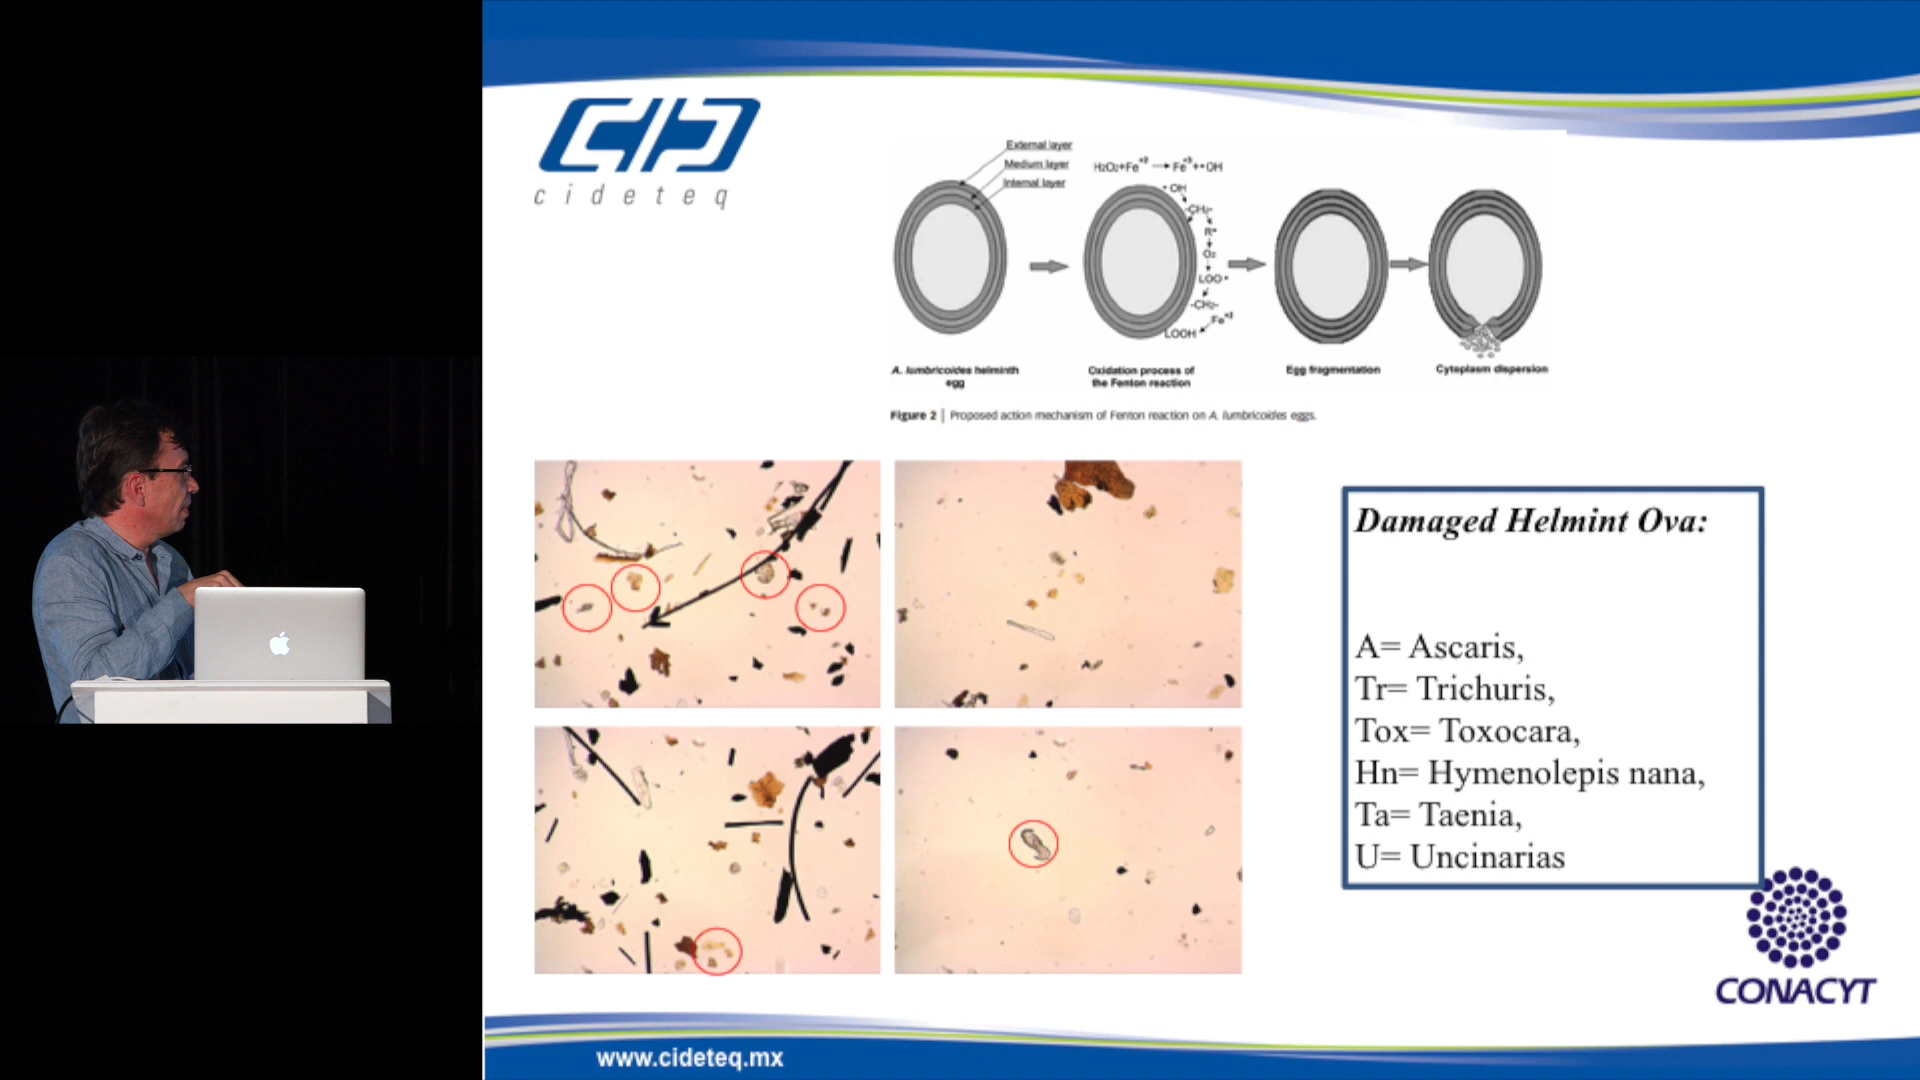 cideteq
External layer
Medium layer
Internal layer
H2O2+Fe+2 → Fe+3+•OH
• OH
-CH2-
R•
O2
LOO •
-CH2-
Fe+2
LOOH
A. lumbricoides helminth
egg
Oxidation process of
the Fenton reaction
Egg fragmentation
Cytoplasm dispersion
Figure 2 | Proposed action mechanism of Fenton reaction on A. lumbricoides eggs.
Damaged Helmint Ova:
A= Ascaris,
Tr= Trichuris,
Tox= Toxocara,
Hn= Hymenolepis nana,
Ta= Taenia,
U= Uncinarias
CONACYT
www.cideteq.mx